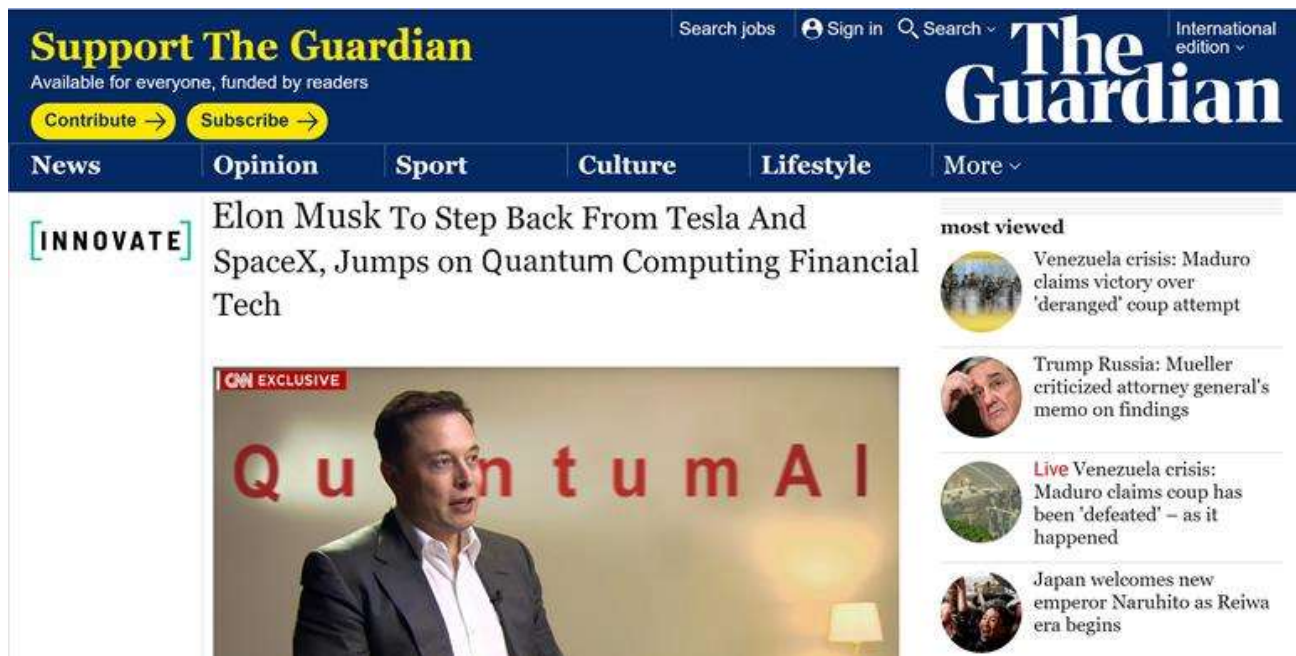 Support The Guardian
Available for everyone, funded by readers
Contribute →
Subscribe →
Search jobs
Sign in
Search
The
Guardian
International
edition
News
Opinion
Sport
Culture
Lifestyle
More
[INNOVATE]
Elon Musk To Step Back From Tesla And
SpaceX, Jumps on Quantum Computing Financial
Tech
CNN EXCLUSIVE
QuantumAI
most viewed
Venezuela crisis: Maduro
claims victory over
'deranged' coup attempt
Trump Russia: Mueller
criticized attorney general's
memo on findings
Live Venezuela crisis:
Maduro claims coup has
been 'defeated' – as it
happened
Japan welcomes new
emperor Naruhito as Reiwa
era begins